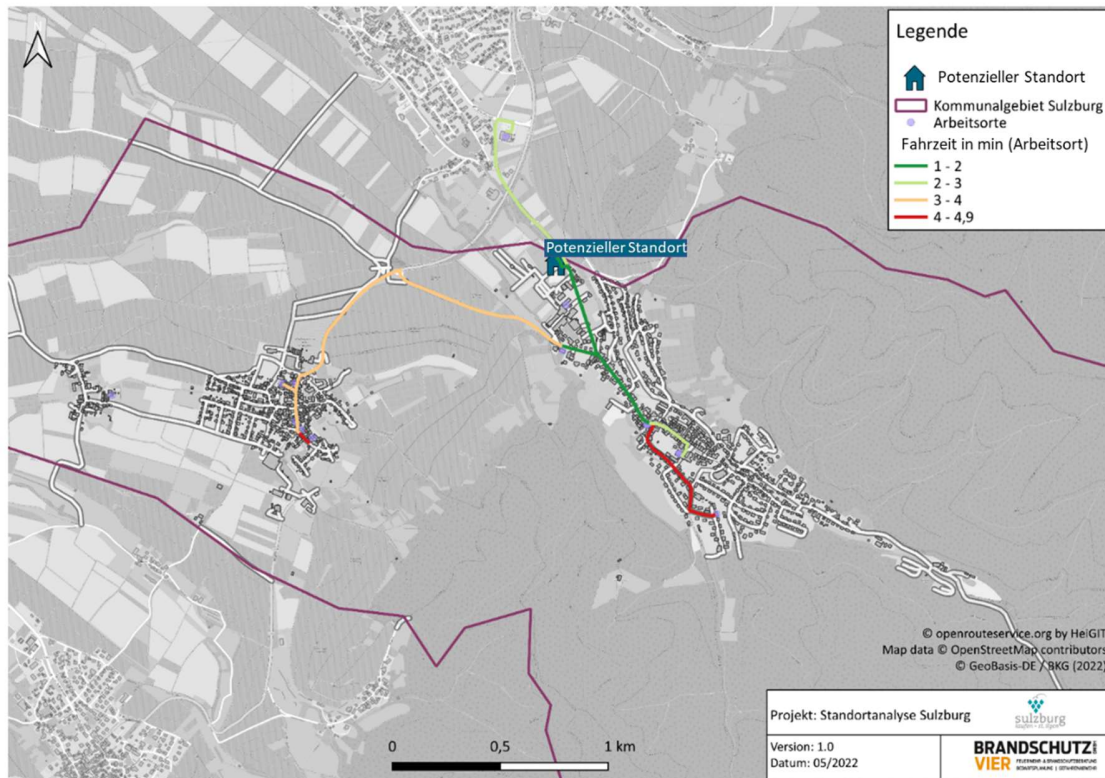 Legende
Potenzieller Standort
Kommunalgebiet Sulzburg
Arbeitsorte
Fahrzeit in min (Arbeitsort)
1 - 2
2 - 3
3 - 4
4 - 4,9
Potenzieller Standort
© openrouteservice.org by HeiGIT
Map data © OpenStreetMap contributors
© GeoBasis-DE / BKG (2022)
0 0,5 1 km
Projekt: Standortanalyse Sulzburg
sulzburg
Version: 1.0
Datum: 05/2022
BRANDSCHUTZ
VIER